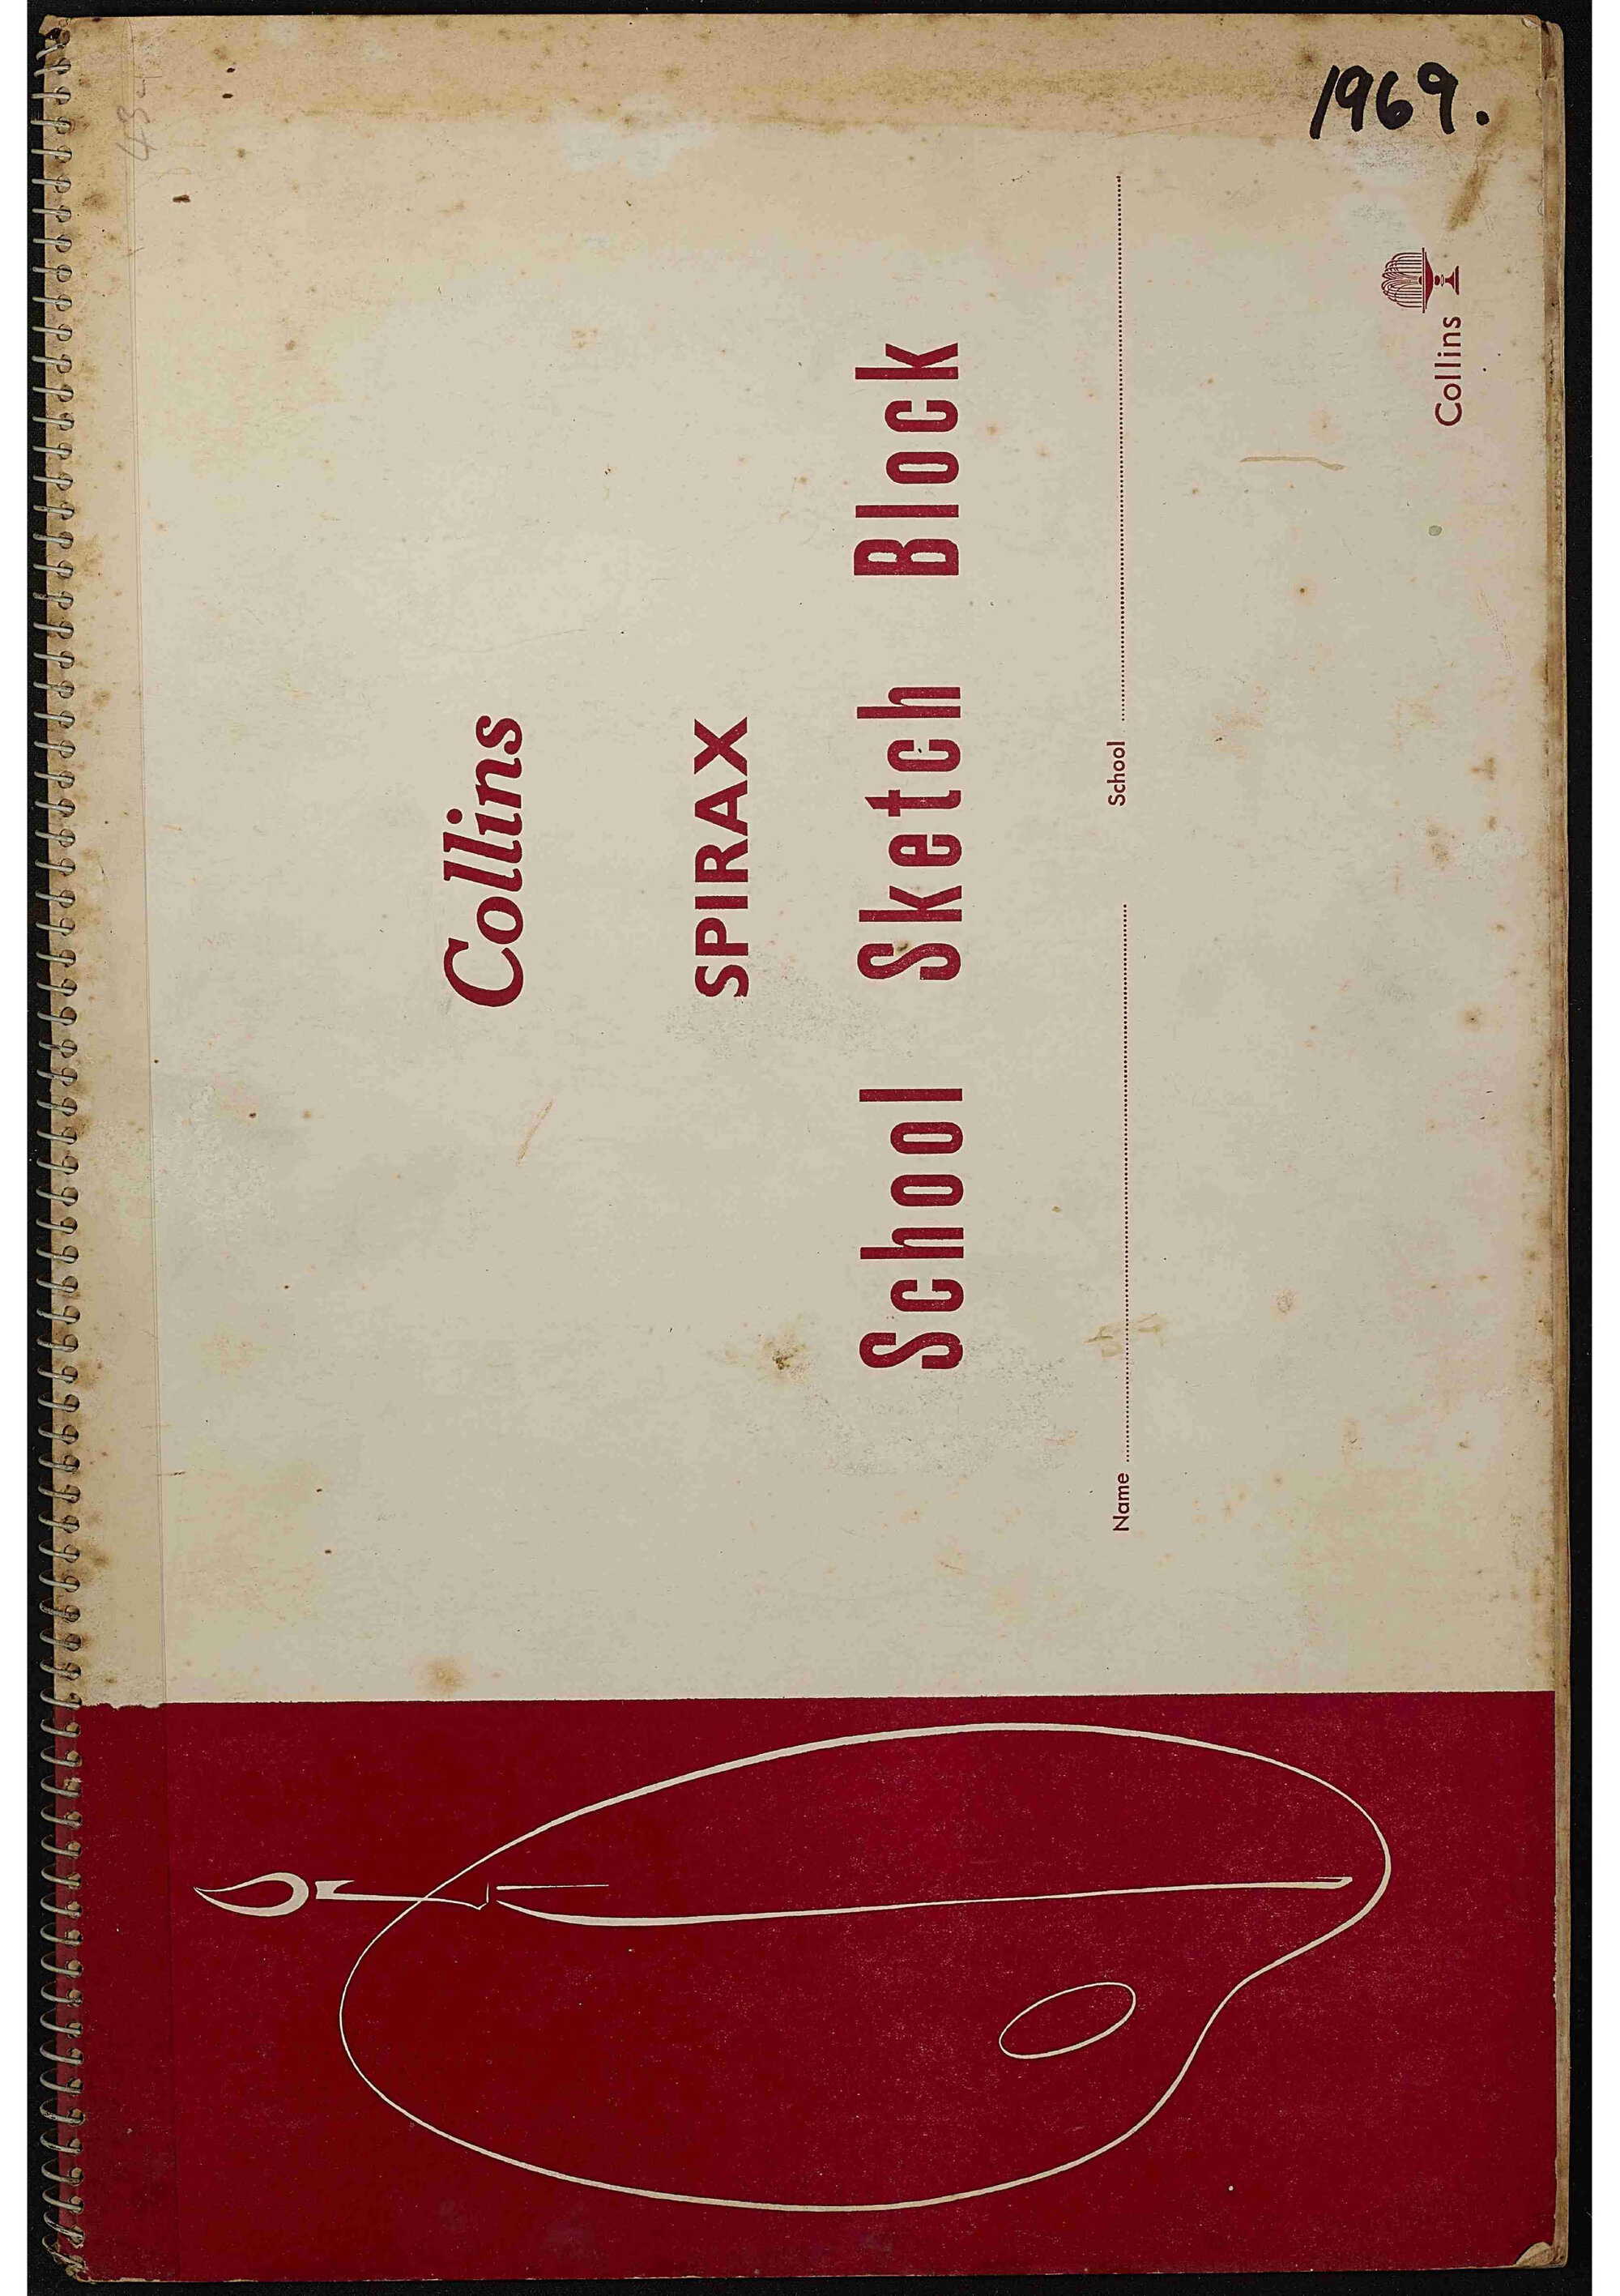 1969.
Collins
SPIRAX
School Sketch Block
Name
School
Collins